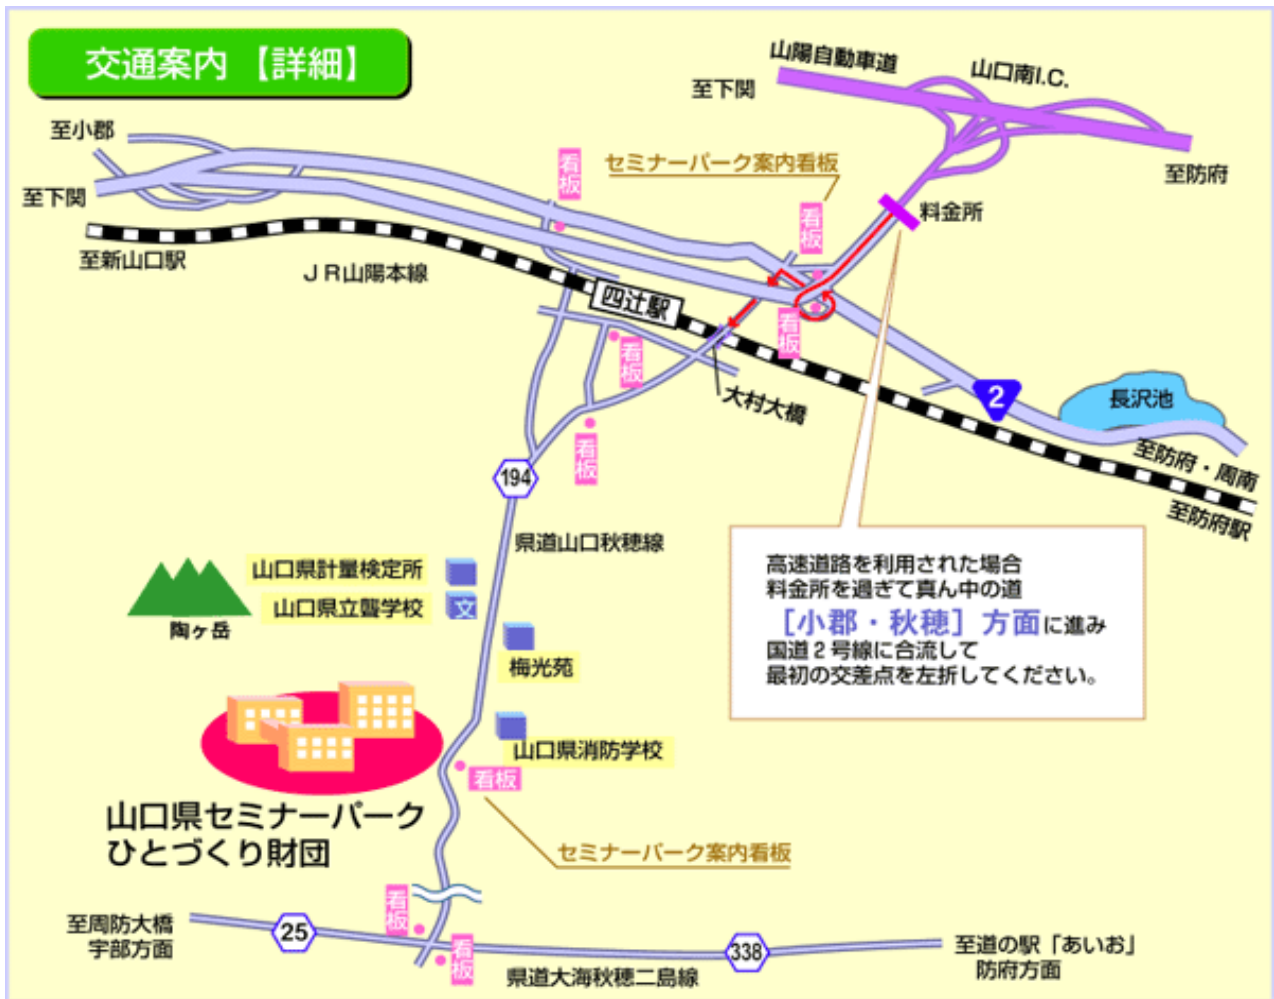 交通案内【詳細】
山陽自動車道
山口南I.C.
至下関
至小郡
至防府
看板
セミナーパーク案内看板
至下関
看板
料金所
至新山口駅
JR山陽本線
四辻駅
看板
看板
大村大橋
2
長沢池
看板
至防府・周南
至防府駅
194
県道山口秋穂線
高速道路を利用された場合
料金所を過ぎて真ん中の道
［小郡・秋穂］方面に進み
国道2号線に合流して
最初の交差点を左折してください。
山口県計量検定所
山口県立聾学校
文
陶ヶ岳
梅光苑
山口県消防学校
看板
山口県セミナーパーク
ひとづくり財団
セミナーパーク案内看板
看板
至周防大橋
宇部方面
25
看板
338
至道の駅「あいお」
防府方面
県道大海秋穂二島線